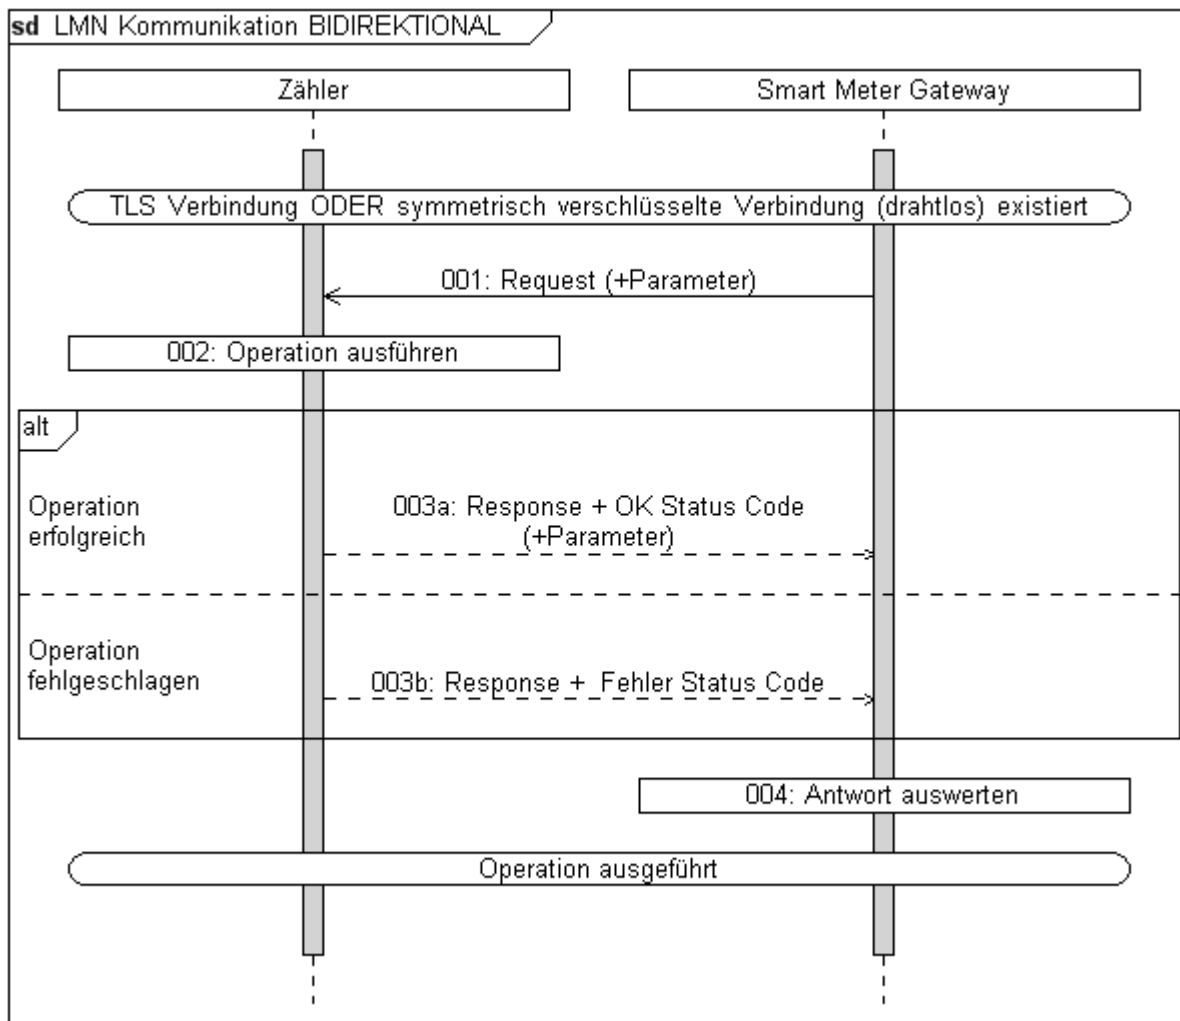 sd LMN Kommunikation BIDIREKTIONAL
Zähler
Smart Meter Gateway
TLS Verbindung ODER symmetrisch verschlüsselte Verbindung (drahtlos) existiert
001: Request (+Parameter)
002: Operation ausführen
alt
Operation
erfolgreich
003a: Response + OK Status Code
(+Parameter)
Operation
fehlgeschlagen
003b: Response + Fehler Status Code
004: Antwort auswerten
Operation ausgeführt